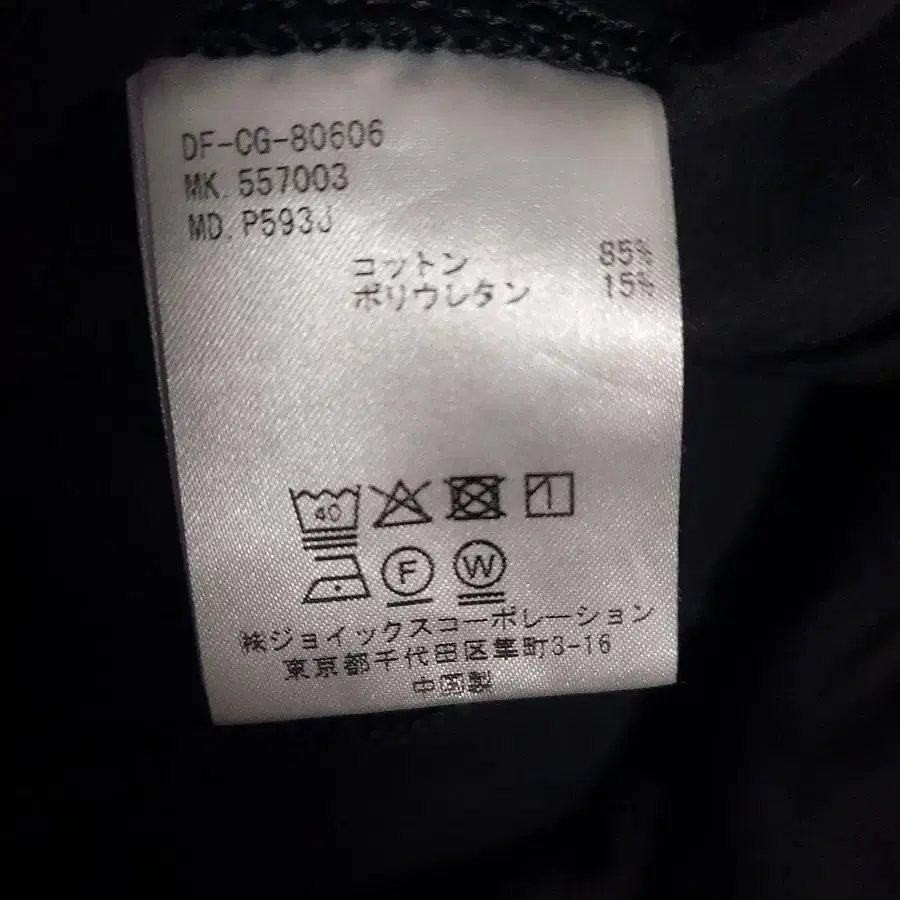 DF-CG-80606
MK. 557003
MD. P593J
コットン 85%
ポリウレタン 15%
40
F W
㈱ジョイックスコーポレーション
東京都千代田区隼町3-16
中国製